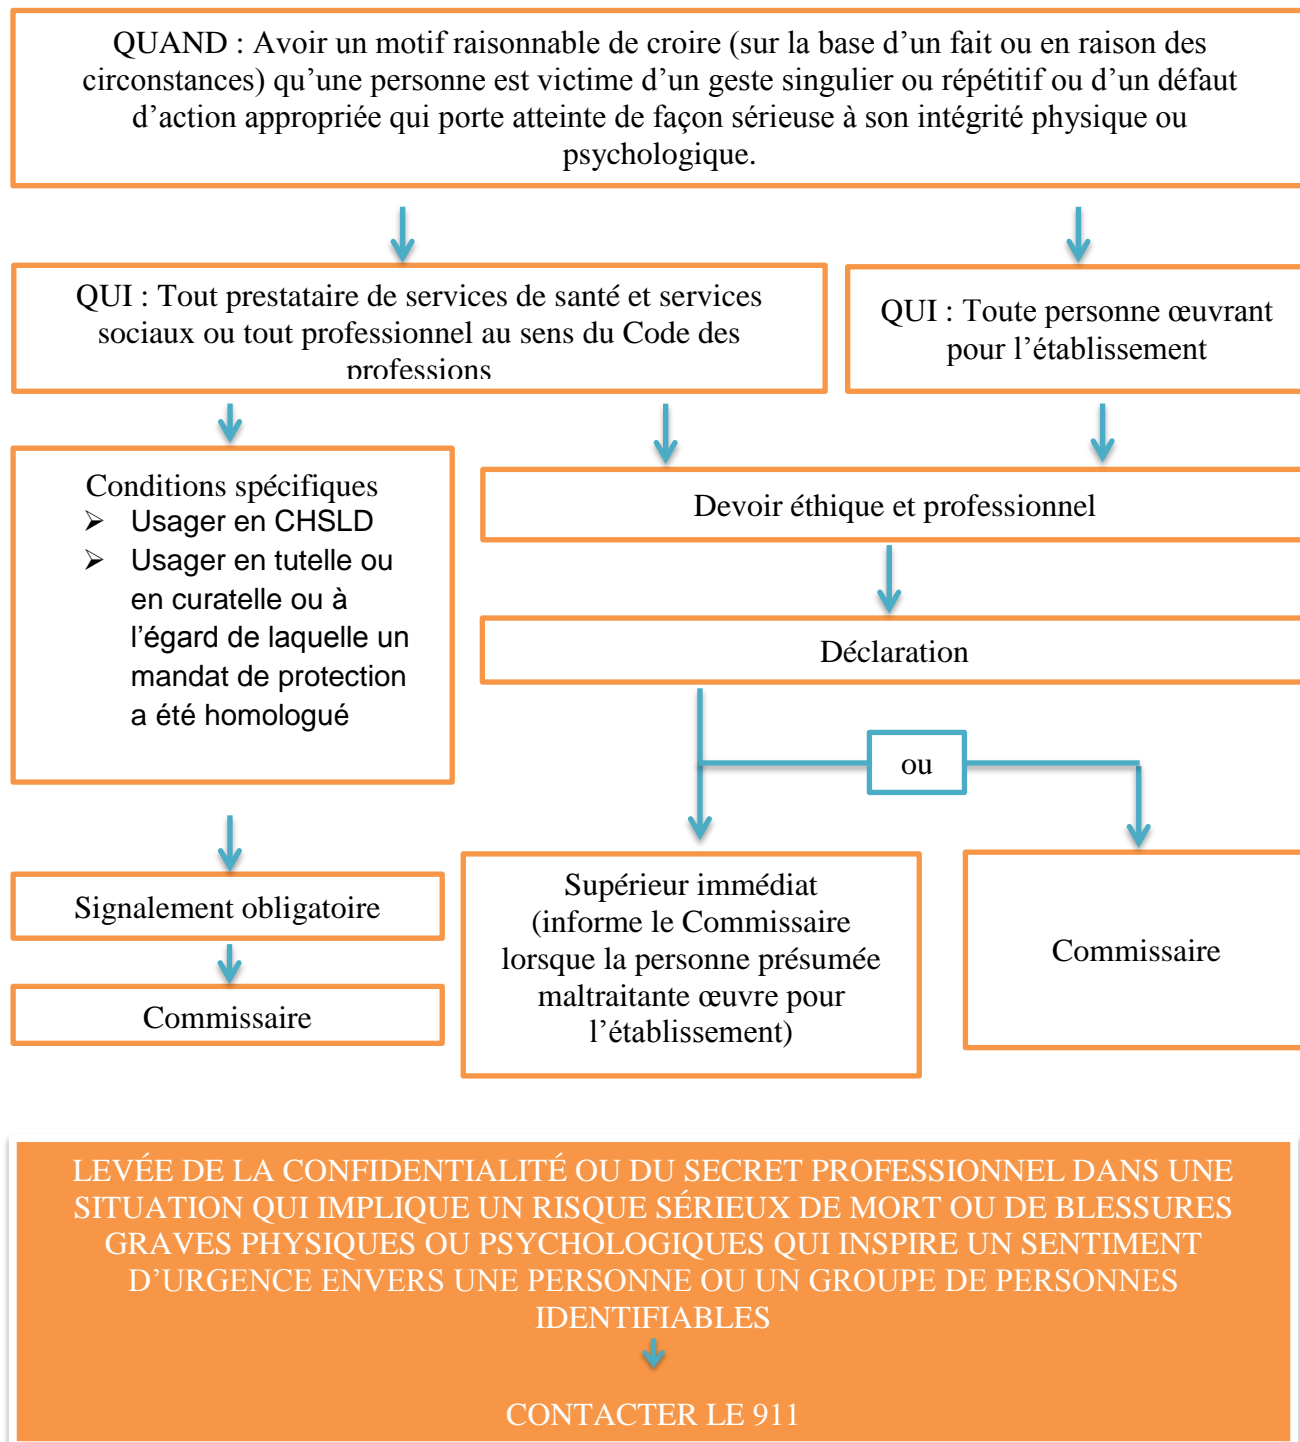 QUAND : Avoir un motif raisonnable de croire (sur la base d’un fait ou en raison des
circonstances) qu’une personne est victime d’un geste singulier ou répétitif ou d’un défaut
d’action appropriée qui porte atteinte de façon sérieuse à son intégrité physique ou
psychologique.
QUI : Tout prestataire de services de santé et services
sociaux ou tout professionnel au sens du Code des
professions
QUI : Toute personne œuvrant
pour l’établissement
Conditions spécifiques
➢ Usager en CHSLD
➢ Usager en tutelle ou
en curatelle ou à
l’égard de laquelle un
mandat de protection
a été homologué
Devoir éthique et professionnel
Déclaration
ou
Signalement obligatoire
Commissaire
Supérieur immédiat
(informe le Commissaire
lorsque la personne présumée
maltraitante œuvre pour
l’établissement)
Commissaire
LEVÉE DE LA CONFIDENTIALITÉ OU DU SECRET PROFESSIONNEL DANS UNE
SITUATION QUI IMPLIQUE UN RISQUE SÉRIEUX DE MORT OU DE BLESSURES
GRAVES PHYSIQUES OU PSYCHOLOGIQUES QUI INSPIRE UN SENTIMENT
D’URGENCE ENVERS UNE PERSONNE OU UN GROUPE DE PERSONNES
IDENTIFIABLES
CONTACTER LE 911